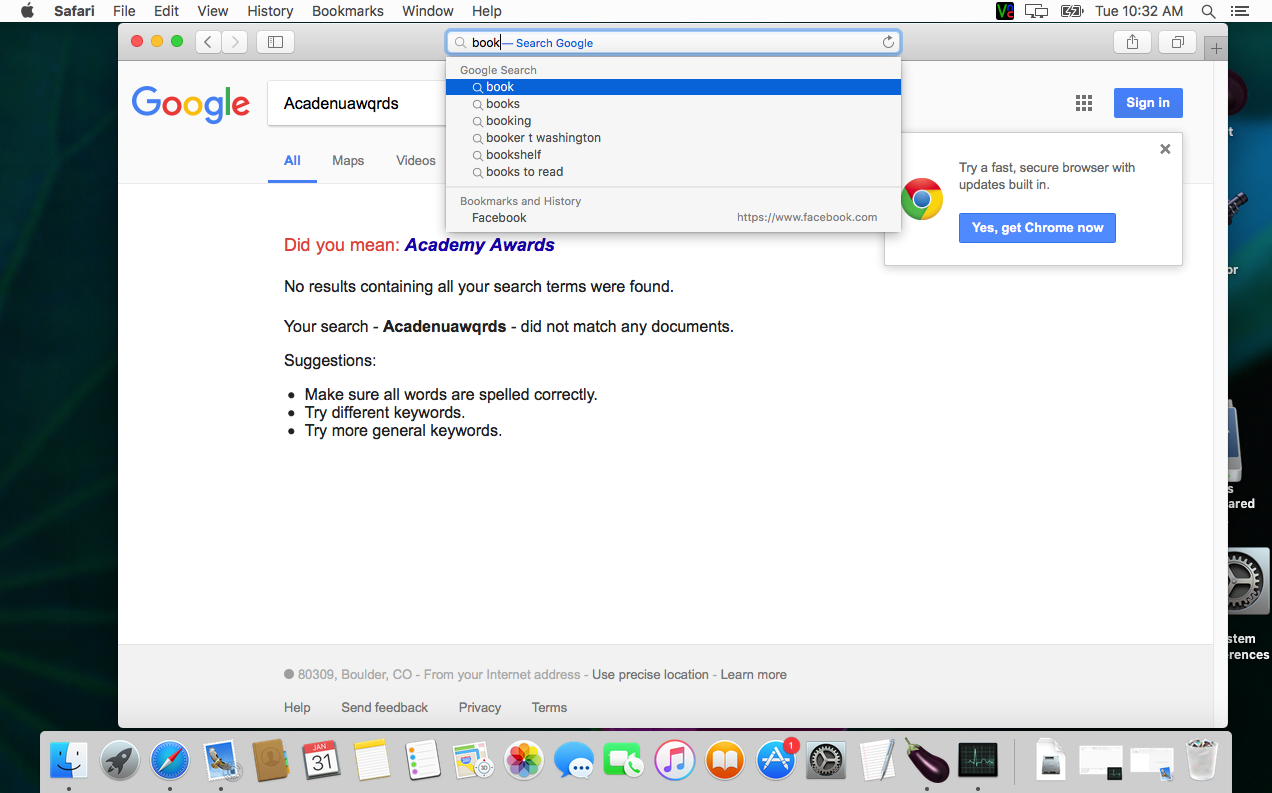 Safari File Edit View History Bookmarks Window Help Tue 10:32 AM
book — Search Google
Google Search
book
books
booking
booker t washington
bookshelf
books to read
Bookmarks and History
Facebook https://www.facebook.com
Google
Acadenuawqrds
Sign in
All Maps Videos
Try a fast, secure browser with
updates built in.
Yes, get Chrome now
Did you mean: Academy Awards
No results containing all your search terms were found.
Your search - Acadenuawqrds - did not match any documents.
Suggestions:
Make sure all words are spelled correctly.
Try different keywords.
Try more general keywords.
80309, Boulder, CO - From your Internet address - Use precise location - Learn more
Help Send feedback Privacy Terms
t
or
s
ared
stem
rences
JAN
31
3D
1